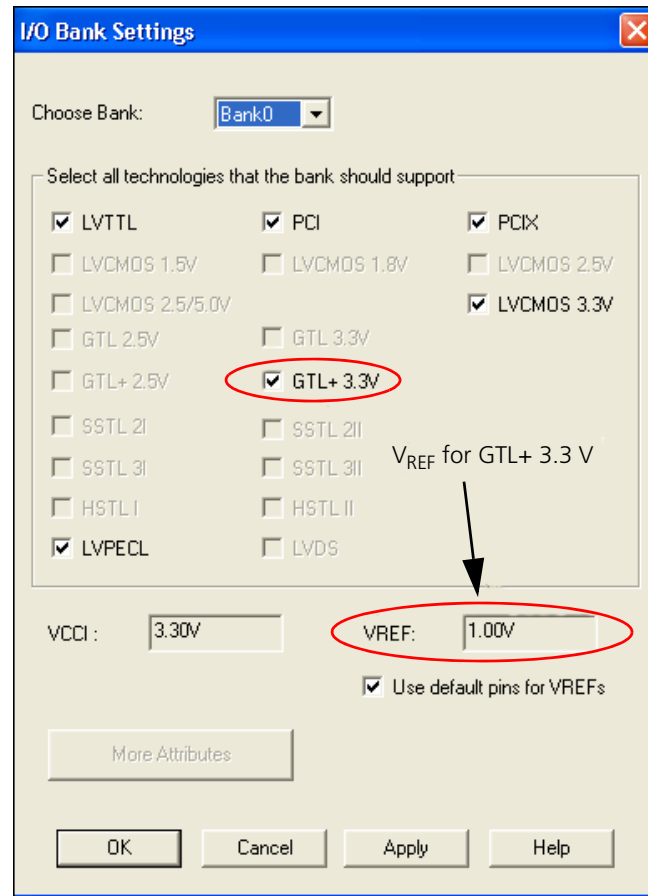 I/O Bank Settings
Choose Bank: Bank0
Select all technologies that the bank should support
LVTTL PCI PCIX
LVCMOS 1.5V LVCMOS 1.8V LVCMOS 2.5V
LVCMOS 2.5/5.0V LVCMOS 3.3V
GTL 2.5V GTL 3.3V
GTL+ 2.5V GTL+ 3.3V
SSTL 2I SSTL 2II
SSTL 3I SSTL 3II
VREF for GTL+ 3.3 V
HSTL I HSTL II
LVPECL LVDS
VCCI : 3.30V VREF: 1.00V
Use default pins for VREFs
More Attributes
OK Cancel Apply Help